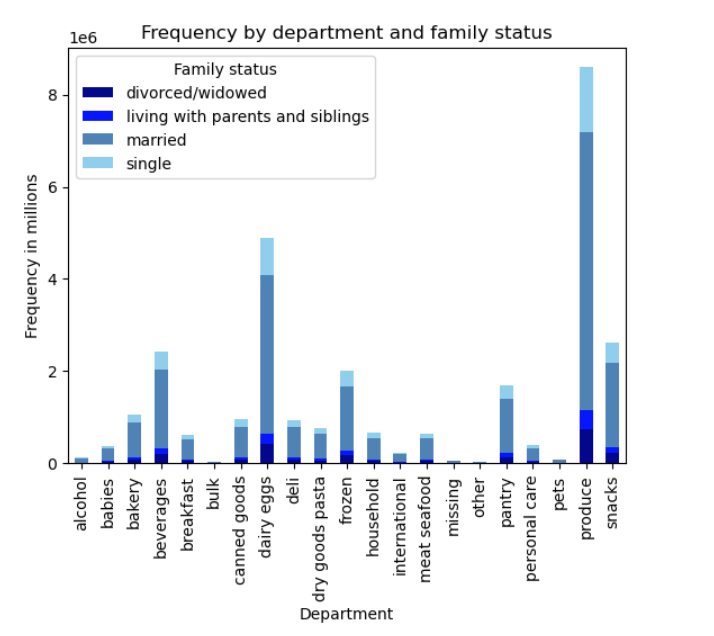 Frequency by department and family status
1e6
Family status
divorced/widowed
living with parents and siblings
married
single
8
6
4
2
0
Frequency in millions
alcohol
babies
bakery
beverages
breakfast
bulk
canned goods
dairy eggs
deli
dry goods pasta
frozen
household
international
meat seafood
missing
other
pantry
personal care
pets
produce
snacks
Department